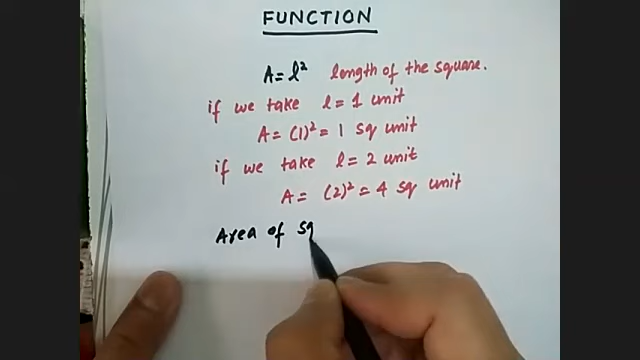 FUNCTION
A = l² length of the square.
if we take l = 1 unit
A = (1)² = 1 sq unit
if we take l = 2 unit
A = (2)² = 4 sq unit
Area of sq